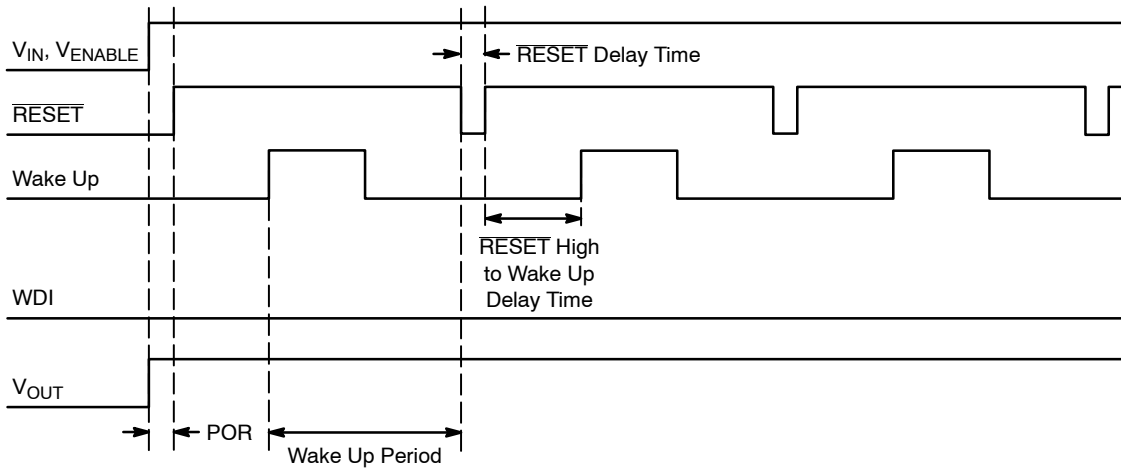 V_IN, V_ENABLE
RESET Delay Time
RESET
Wake Up
RESET High
to Wake Up
Delay Time
WDI
V_OUT
POR
Wake Up Period